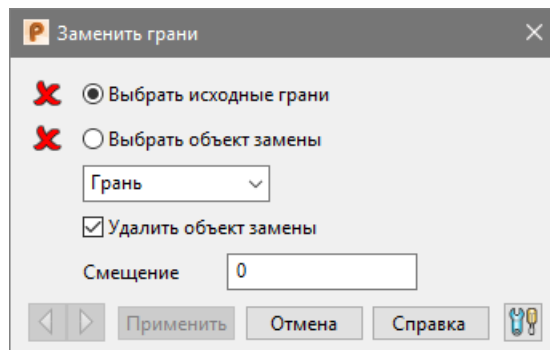 Заменить грани
Выбрать исходные грани
Выбрать объект замены
Грань
Удалить объект замены
Смещение 0
Применить Отмена Справка